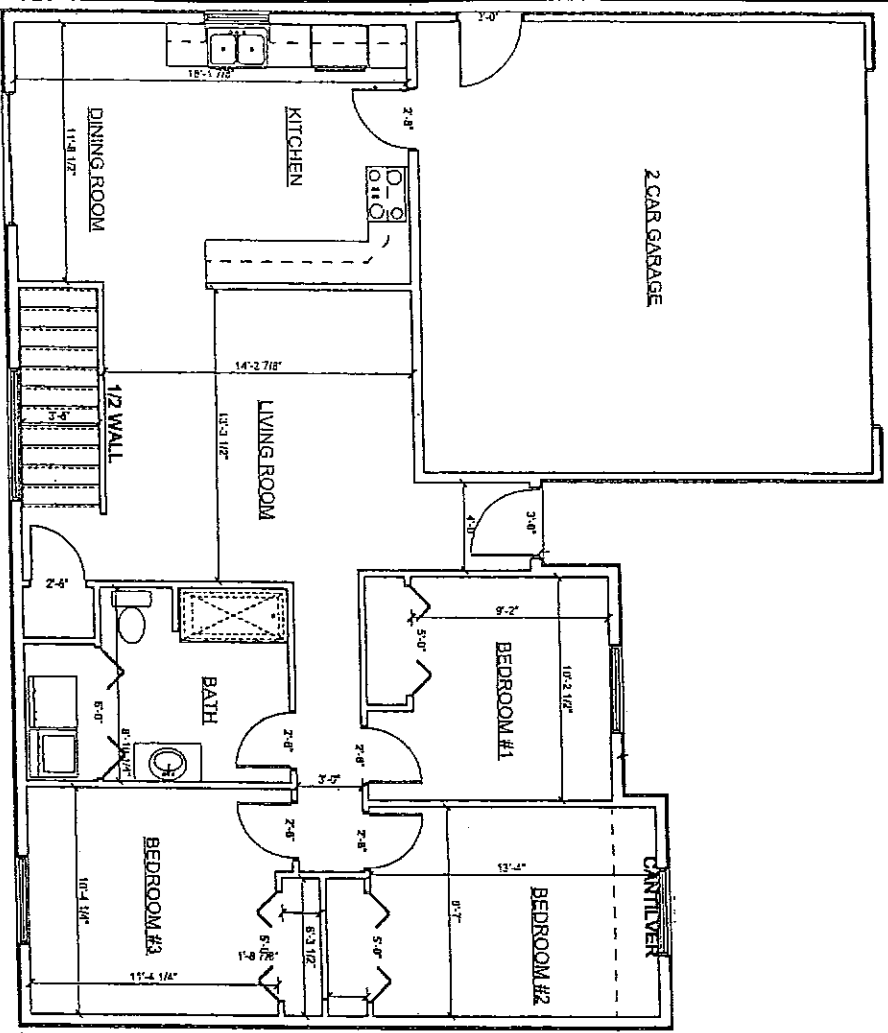 3'-0"
18'-1 7/8"
KITCHEN
DINING ROOM
11'-8 1/2"
2'-8"
2 CAR GARAGE
14'-2 7/8"
13'-3 1/2"
LIVING ROOM
1/2 WALL
3'-6"
4'-0"
3'-0"
2'-6"
9'-2"
5'-0"
BEDROOM #1
10'-2 1/2"
BATH
6'-0"
2'-6"
3'-0"
2'-6"
2'-6"
BEDROOM #3
10'-4 1/4"
11'-4 1/4"
5'-0"
6'-3 1/2"
5'-0"
13'-4"
CANTILVER
BEDROOM #2